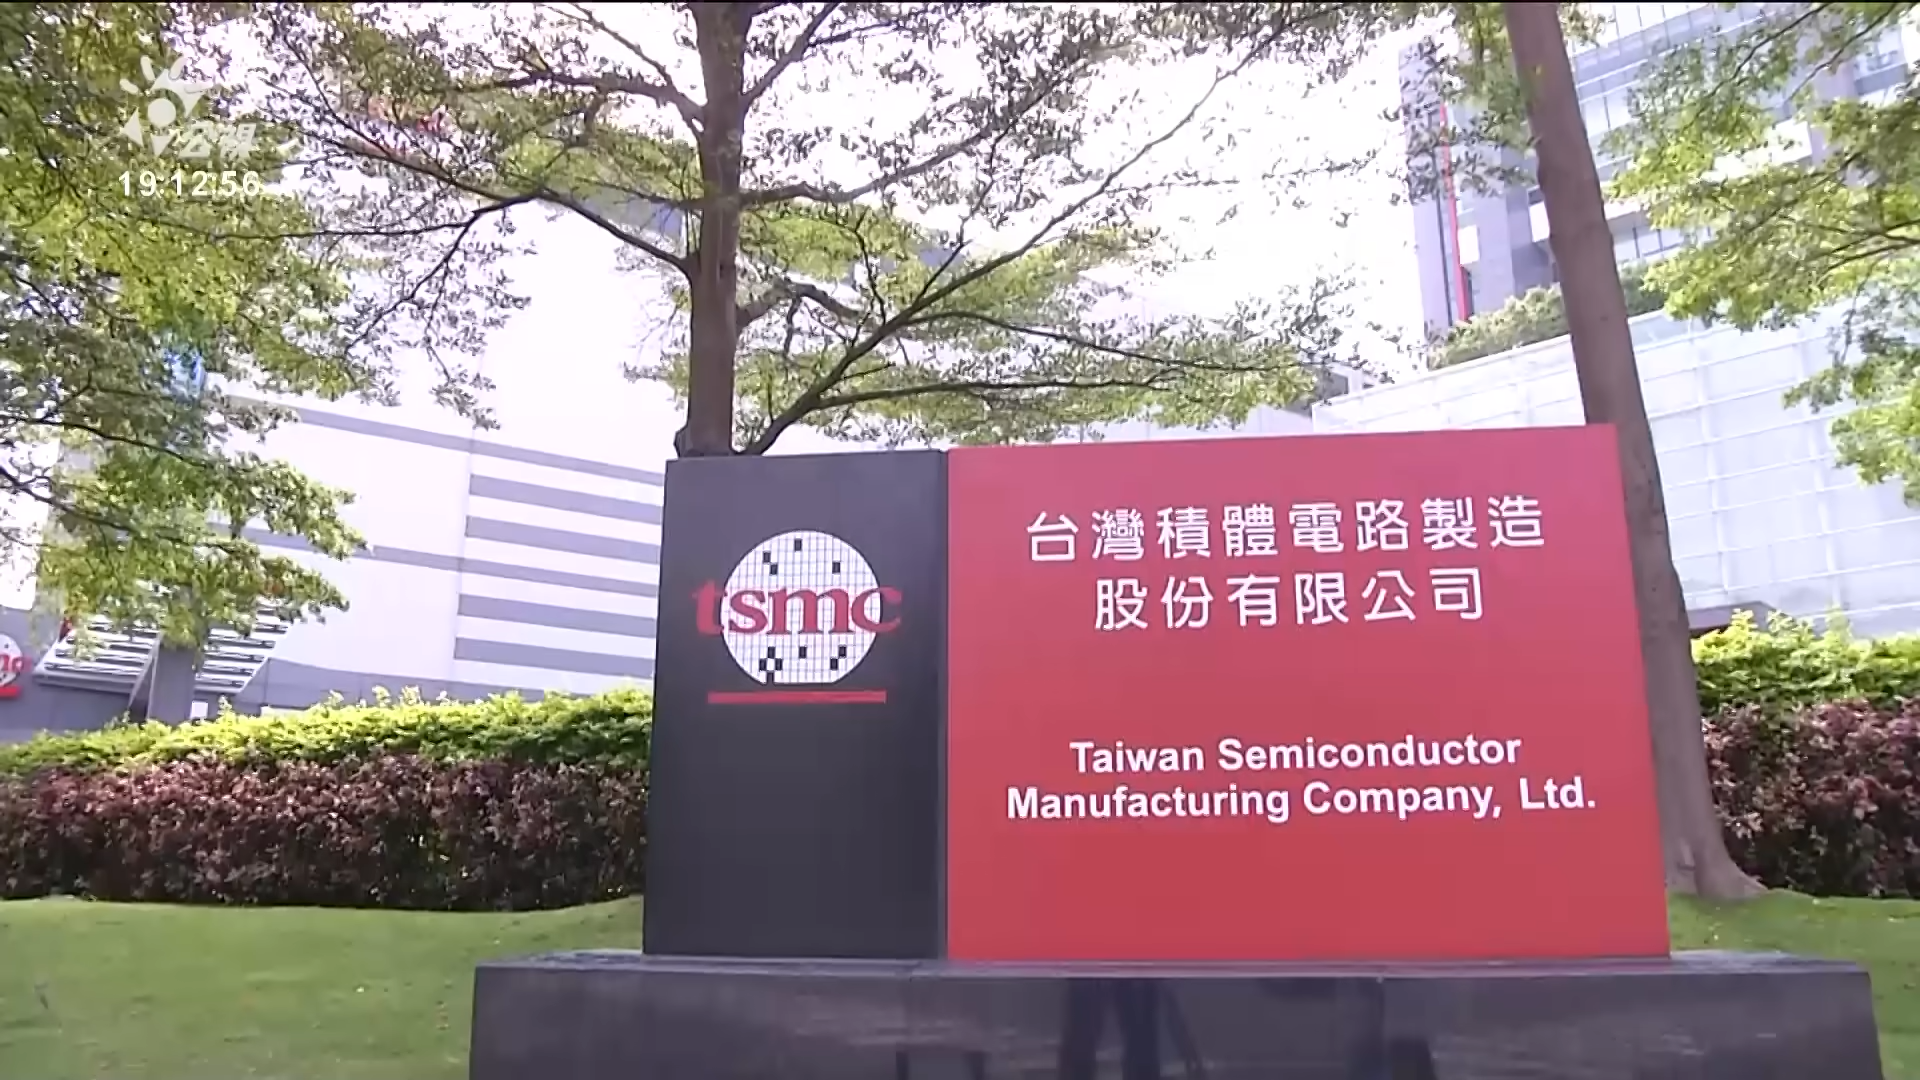 公視
19:12:56
tsmc
台灣積體電路製造
股份有限公司
Taiwan Semiconductor
Manufacturing Company, Ltd.